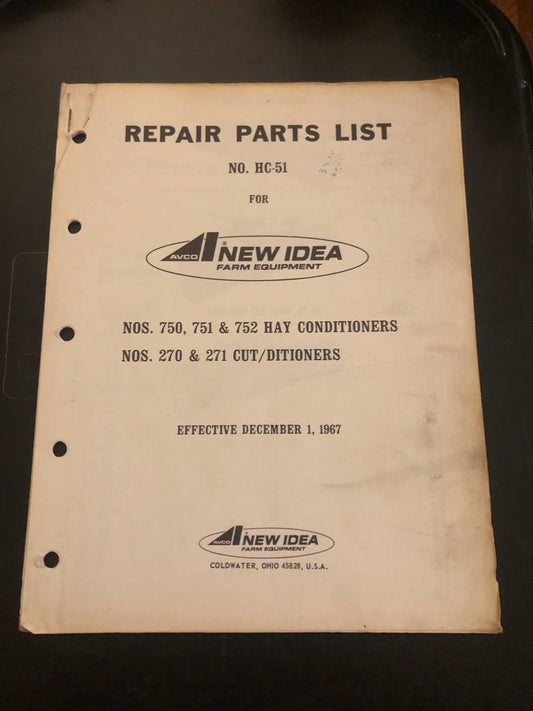 REPAIR PARTS LIST
NO. HC-51
FOR
AVCO NEW IDEA®
FARM EQUIPMENT
NOS. 750, 751 & 752 HAY CONDITIONERS
NOS. 270 & 271 CUT/DITIONERS
EFFECTIVE DECEMBER 1, 1967
AVCO NEW IDEA
FARM EQUIPMENT
COLDWATER, OHIO 45828, U.S.A.